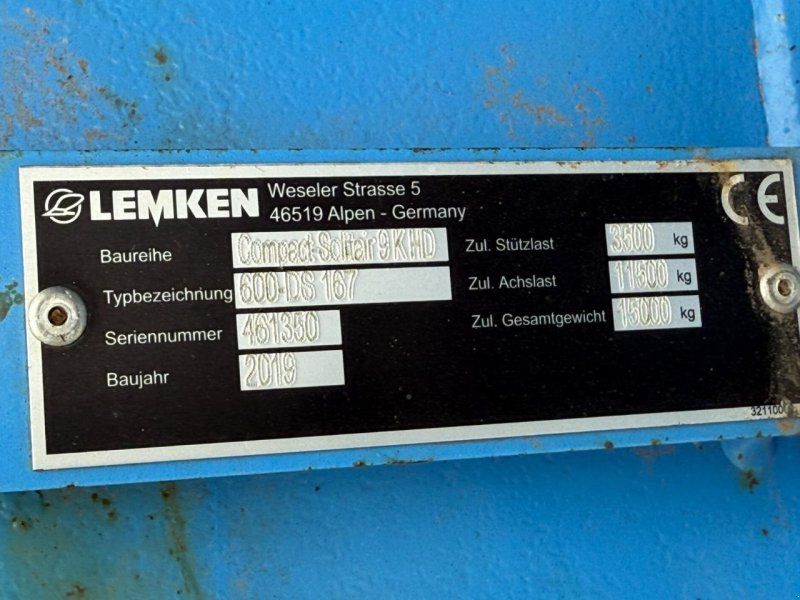 LEMKEN Weseler Strasse 5
46519 Alpen - Germany
CE
Baureihe Compact-Solitair 9 K HD
Typbezeichnung 600-DS 167
Seriennummer 461350
Baujahr 2019
Zul. Stützlast 3500 kg
Zul. Achslast 11500 kg
Zul. Gesamtgewicht 15000 kg